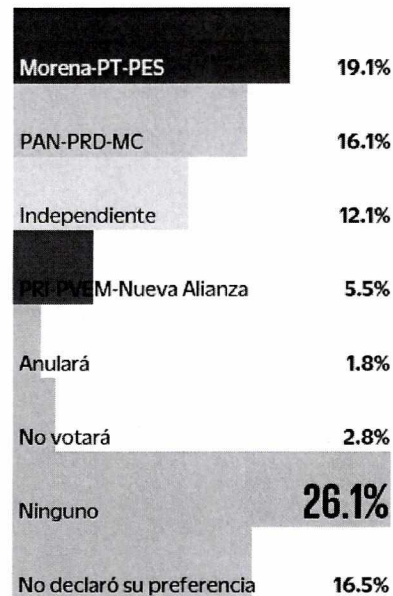 Morena-PT-PES 19.1%
PAN-PRD-MC 16.1%
Independiente 12.1%
PRI-PVEM-Nueva Alianza 5.5%
Anulará 1.8%
No votará 2.8%
Ninguno 26.1%
No declaró su preferencia 16.5%